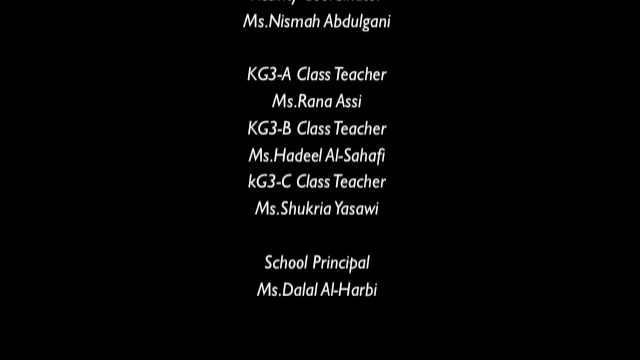 Ms.Nismah Abdulgani
KG3-A Class Teacher
Ms.Rana Assi
KG3-B Class Teacher
Ms.Hadeel Al-Sahafi
kG3-C Class Teacher
Ms.Shukria Yasawi
School Principal
Ms.Dalal Al-Harbi